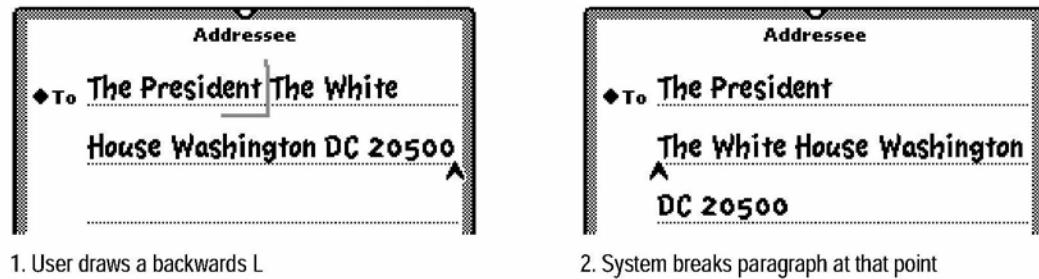 Addressee
◆To The President The White
House Washington DC 20500
1. User draws a backwards L
Addressee
◆To The President
The White House Washington
DC 20500
2. System breaks paragraph at that point